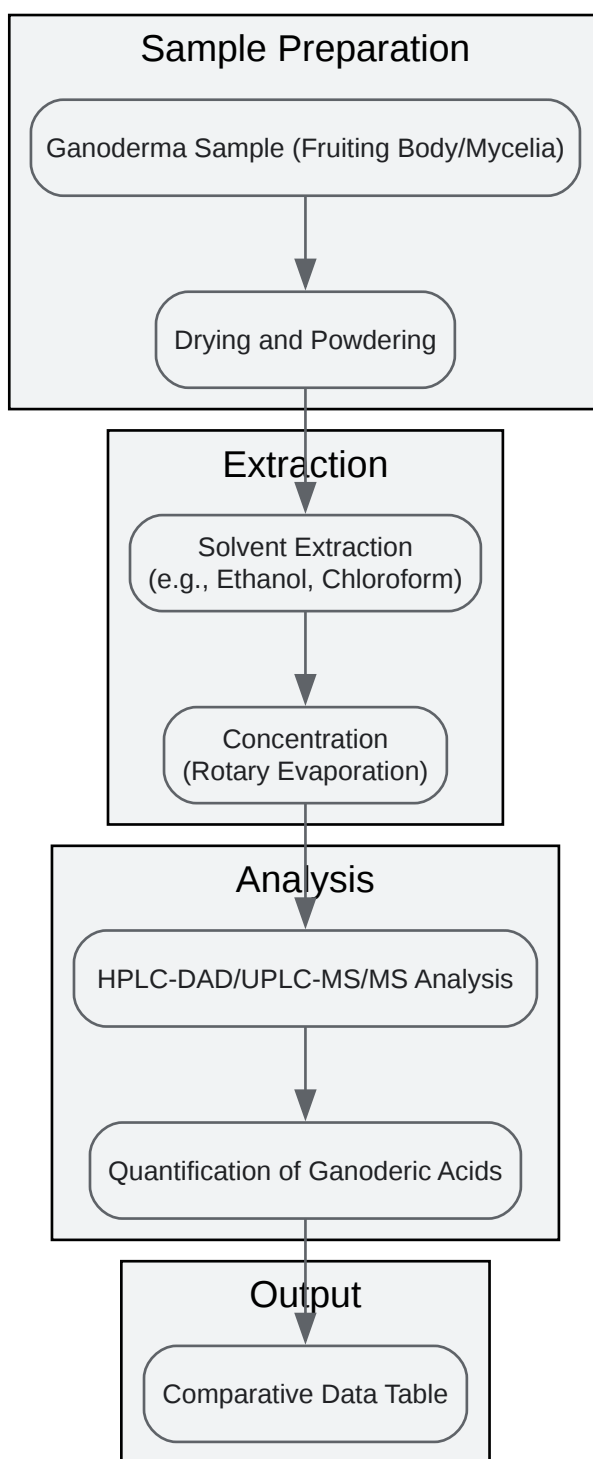 Sample Preparation
Ganoderma Sample (Fruiting Body/Mycelia)
Drying and Powdering
Extraction
Solvent Extraction
(e.g., Ethanol, Chloroform)
Concentration
(Rotary Evaporation)
Analysis
HPLC-DAD/UPLC-MS/MS Analysis
Quantification of Ganoderic Acids
Output
Comparative Data Table